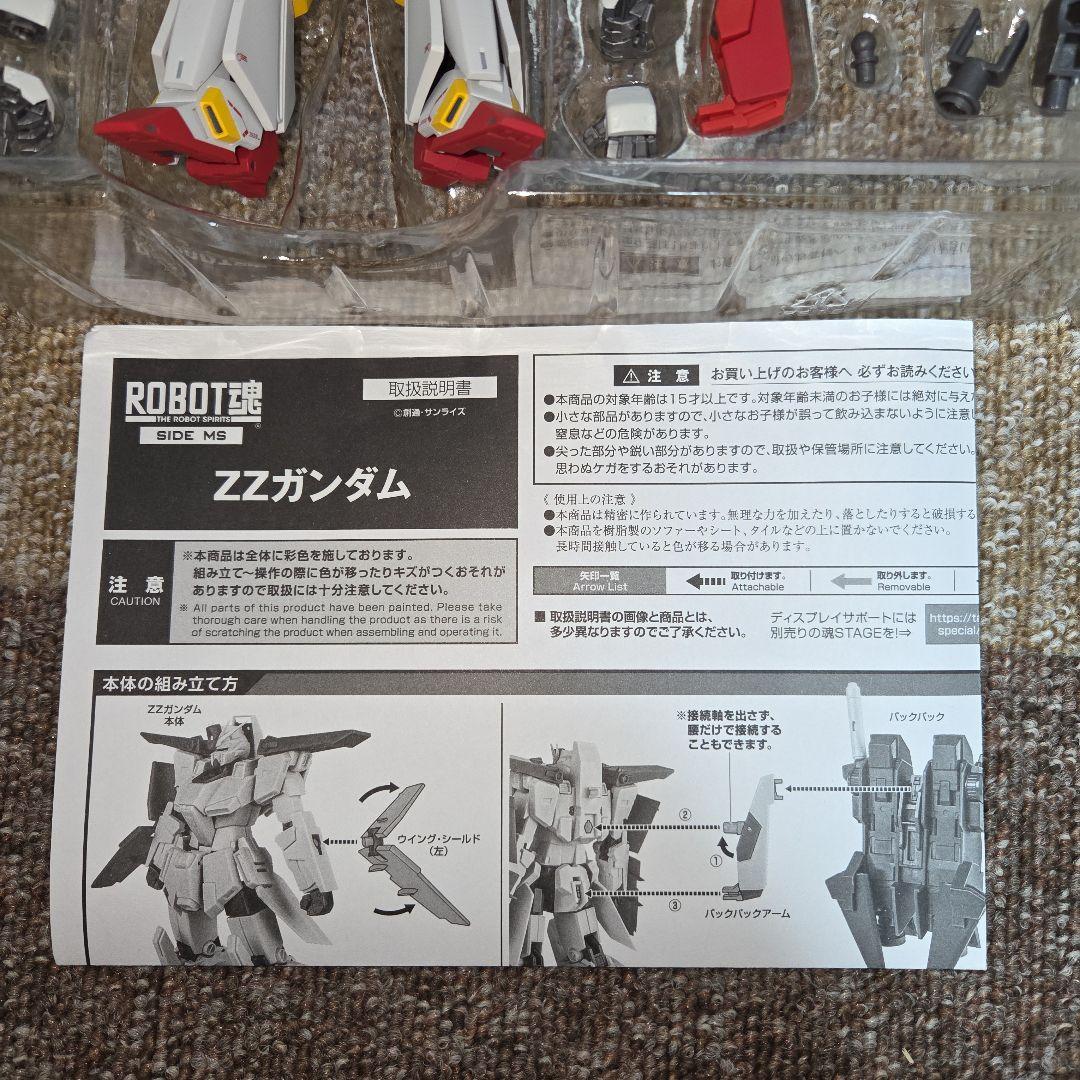 ROBOT魂
THE ROBOT SPIRITS
SIDE MS
取扱説明書
©創通・サンライズ
ZZガンダム
注意
CAUTION
※本商品は全体に彩色を施しております。
組み立て～操作の際に色が移ったりキズがつくおそれが
ありますので取扱には十分注意してください。
※ All parts of this product have been painted. Please take
thorough care when handling the product as there is a risk
of scratching the product when assembling and operating it.
注意 お買い上げのお客様へ 必ずお読みください
●本商品の対象年齢は15才以上です。対象年齢未満のお子様には絶対に与え
●小さな部品がありますので、小さなお子様が誤って飲み込まないように注意し
窒息などの危険があります。
●尖った部分や鋭い部分がありますので、取扱や保管場所に注意してください。
思わぬケガをするおそれがあります。
《 使用上の注意 》
●本商品は精密に作られています。無理な力を加えたり、落としたりすると破損する
●本商品を樹脂製のソファーやシート、タイルなどの上に置かないでください。
長時間接触していると色が移る場合があります。
矢印一覧
Arrow List
取り付けます。
Attachable
取り外します。
Removable
■ 取扱説明書の画像と商品とは、
多少異なりますのでご了承ください。
ディスプレイサポートには
別売りの魂STAGEを!⇒
https://ta
special/
本体の組み立て方
ZZガンダム
本体
ウイング・シールド
(左)
※接続軸を出さず、
腰だけで接続する
こともできます。
②
①
③
バックパックアーム
バックパック